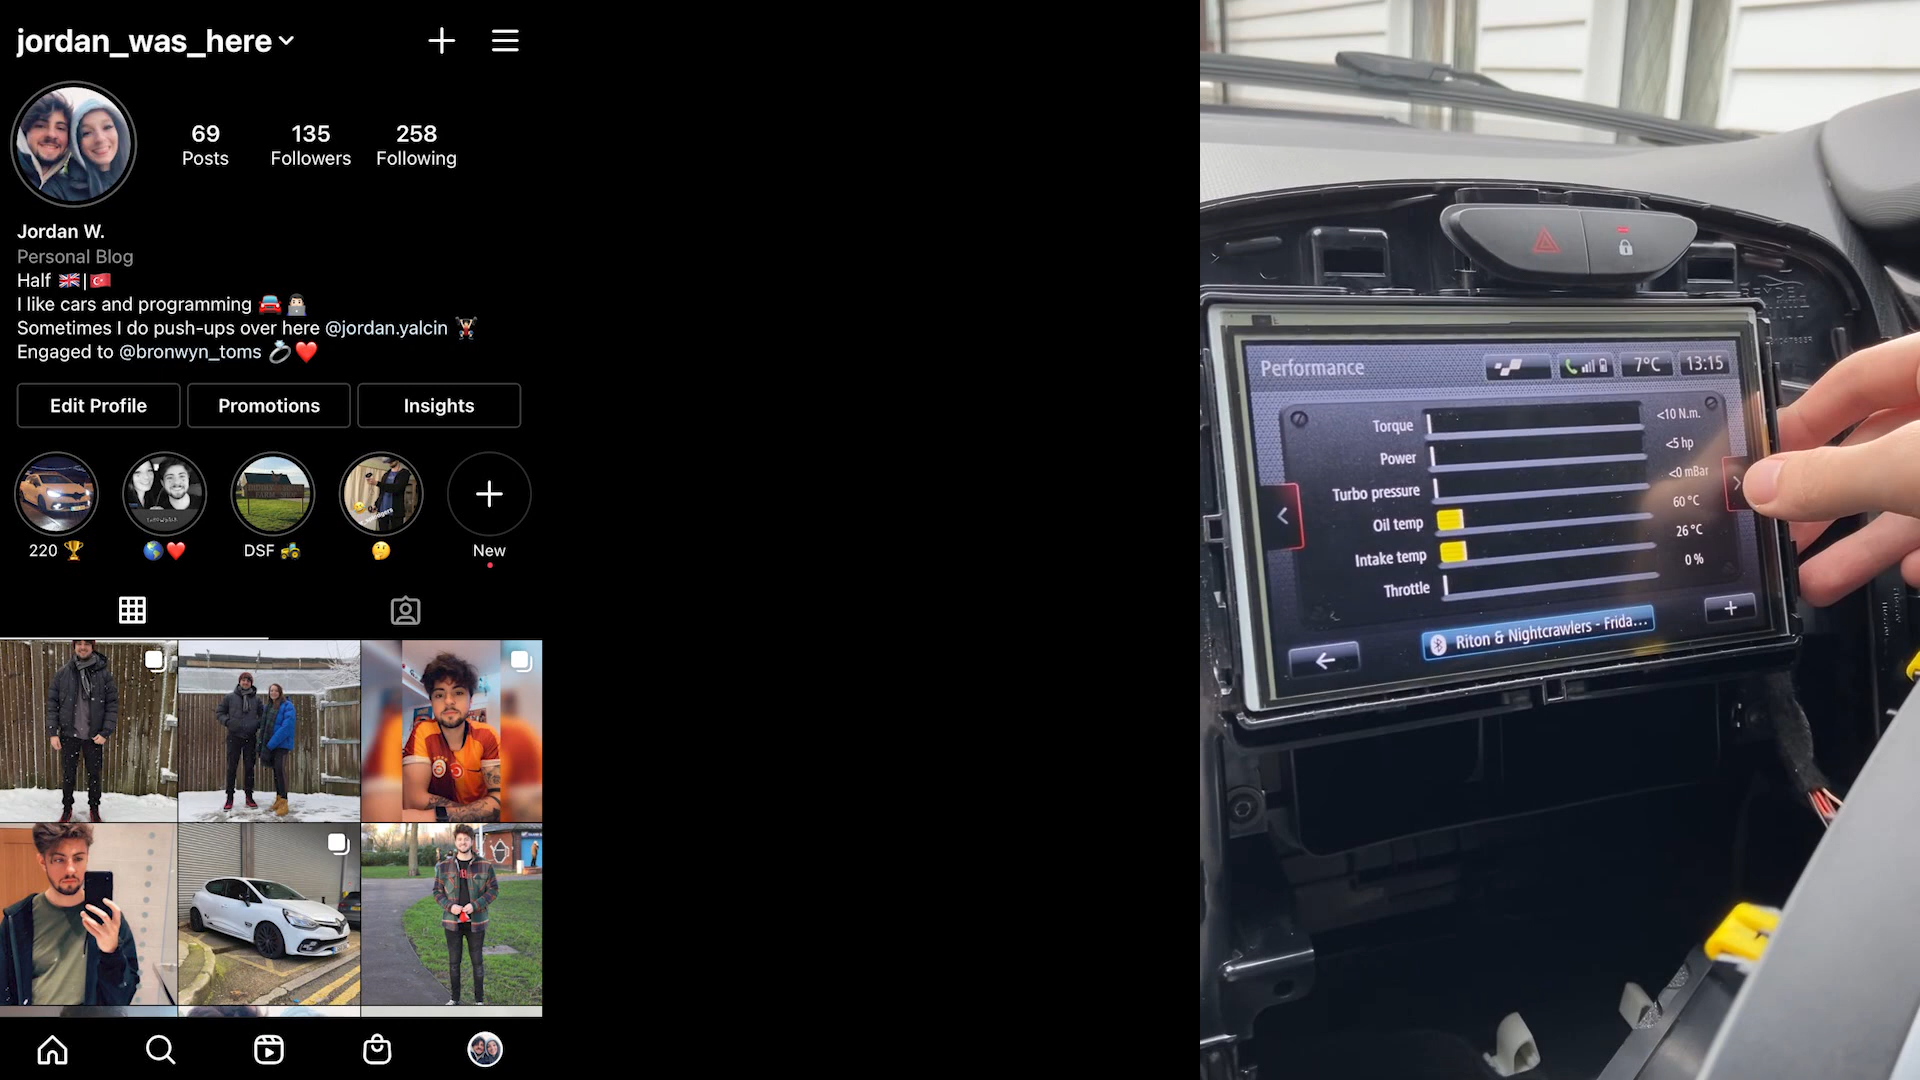 jordan_was_here
69
Posts
135
Followers
258
Following
Jordan W.
Personal Blog
Half 🇬🇧|🇹🇷
I like cars and programming 🚘👨🏻‍💻
Sometimes I do push-ups over here @jordan.yalcin 🏋🏻
Engaged to @bronwyn_toms 💍❤️
Edit Profile
Promotions
Insights
220 🏆
🌎❤️
DSF 🚜
🤔
New
Performance
7°C
13:15
Torque
<10 N.m.
Power
<5 hp
Turbo pressure
<0 mBar
Oil temp
60 °C
Intake temp
26 °C
Throttle
0 %
Riton & Nightcrawlers - Frida...